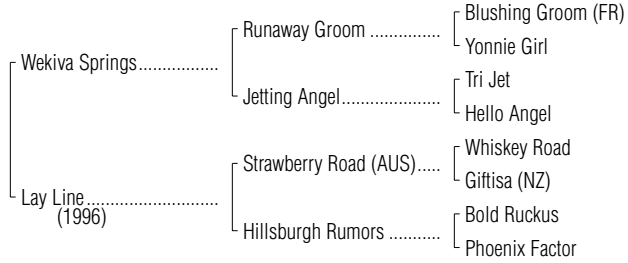 Blushing Groom (FR)
Runaway Groom ...............
Yonnie Girl
Wekiva Springs.................
Tri Jet
Jetting Angel.....................
Hello Angel
Whiskey Road
Strawberry Road (AUS).....
Giftisa (NZ)
Lay Line............................
(1996)
Bold Ruckus
Hillsburgh Rumors ...........
Phoenix Factor